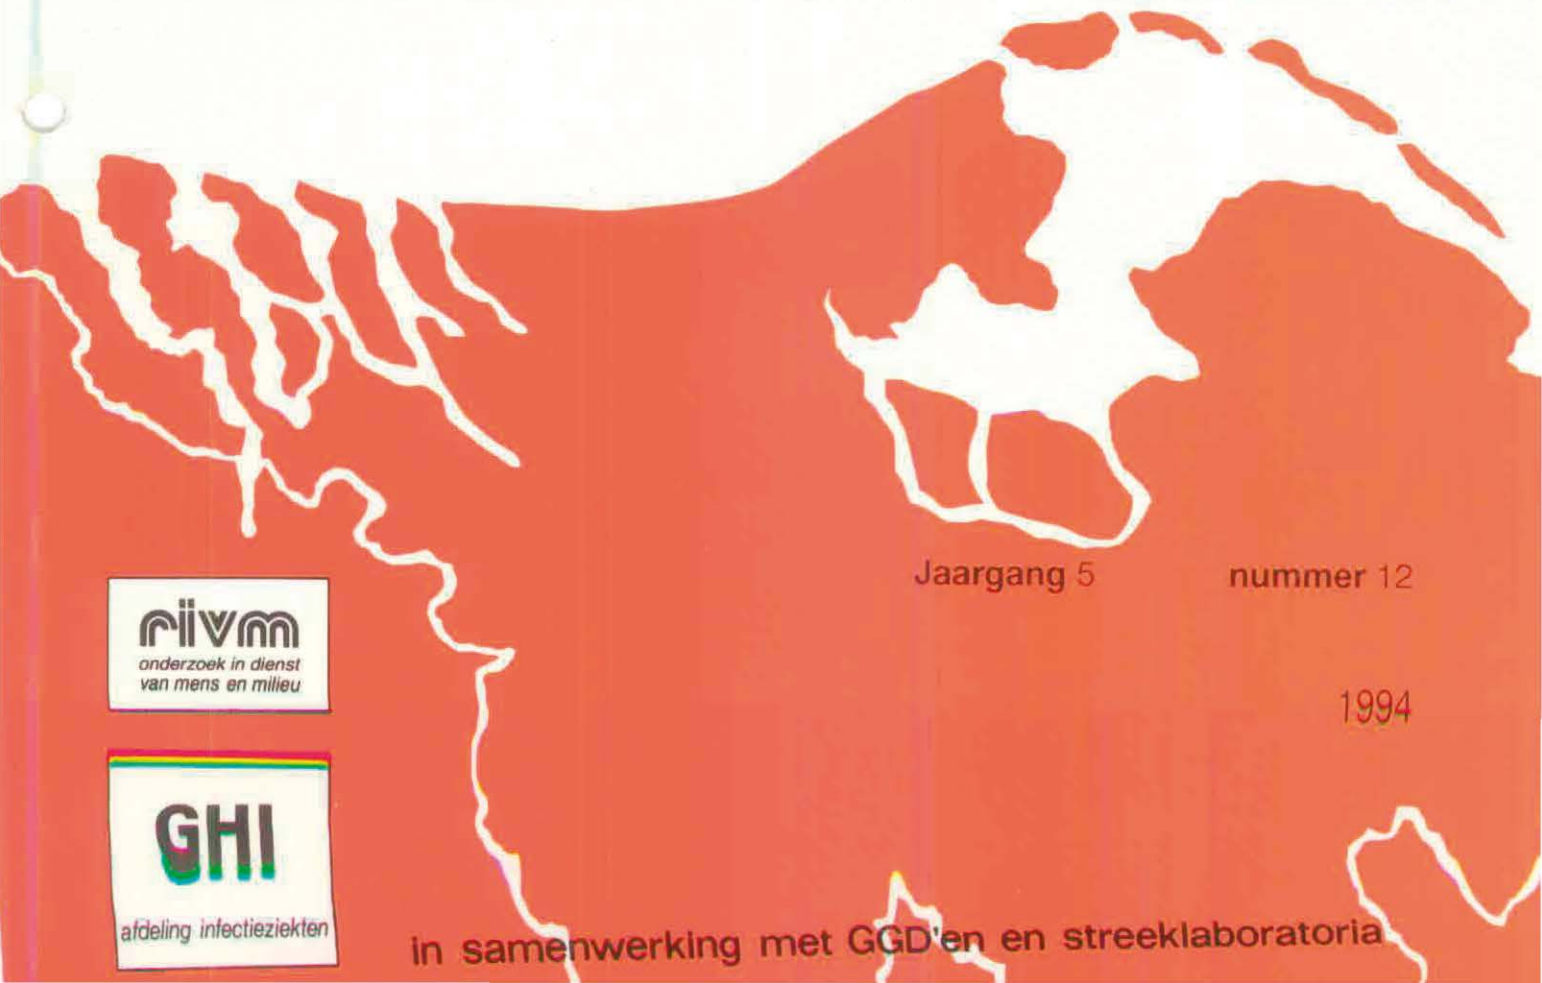 Jaargang 5 nummer 12
riivm
onderzoek in dienst
van mens en milieu
1994
GHI
afdeling infectieziekten
in samenwerking met GGD'en en streeklaboratoria